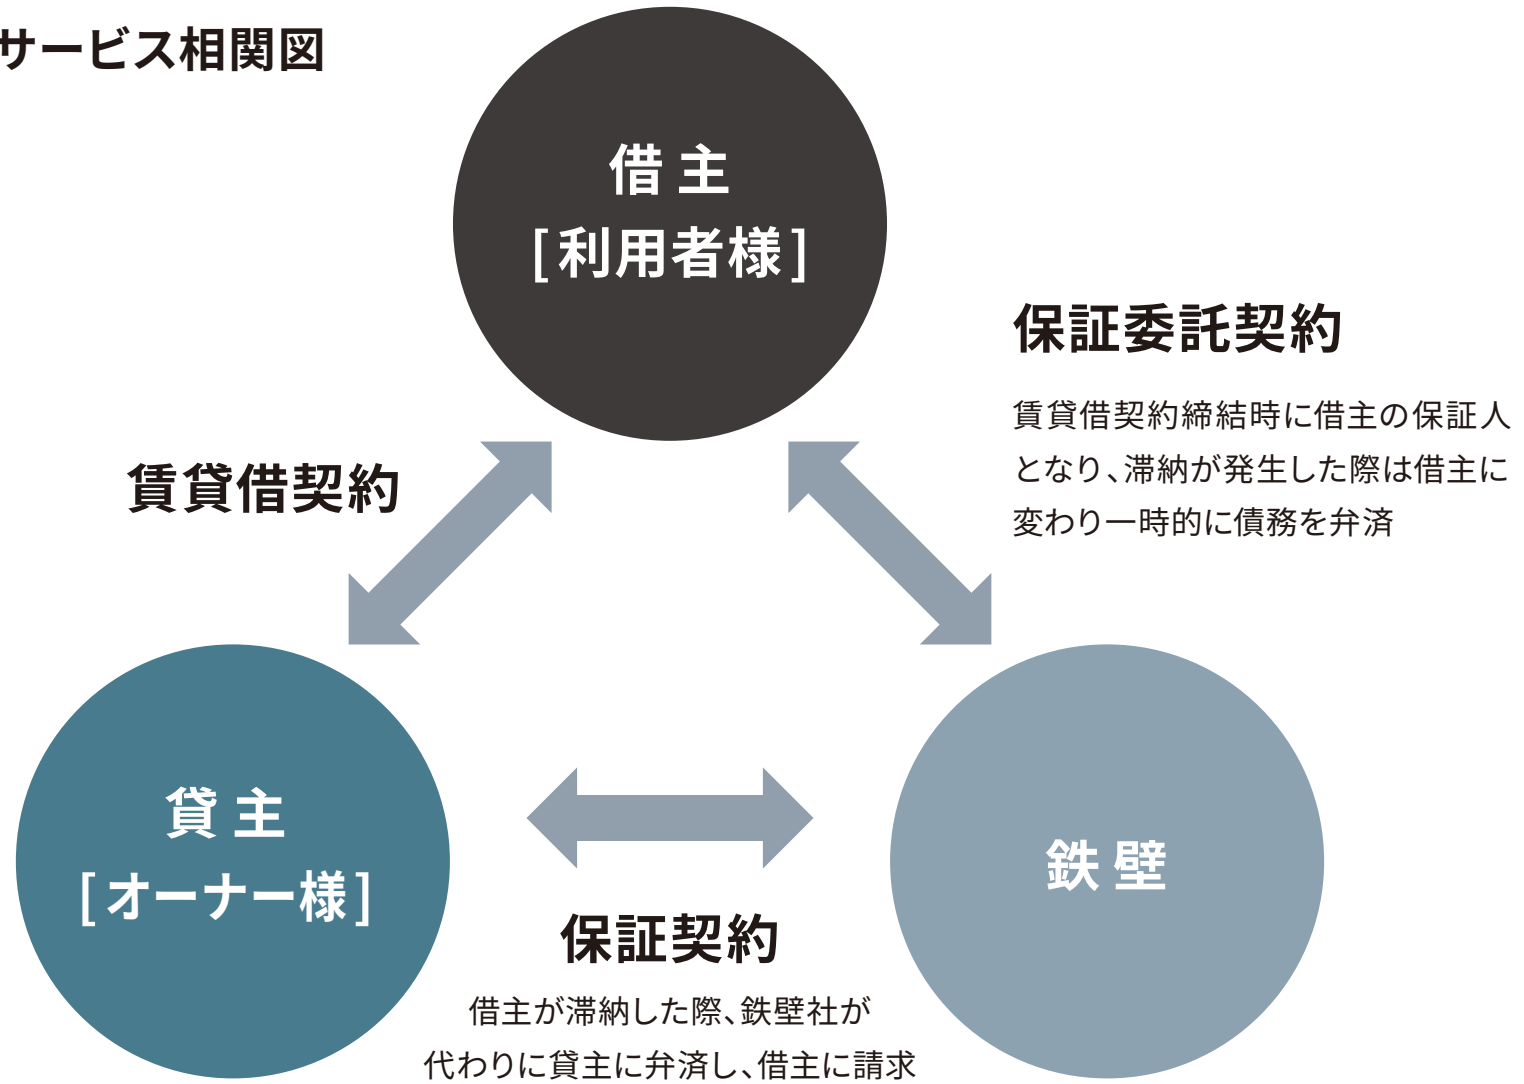 サービス相関図
借主
[利用者様]
保証委託契約
賃貸借契約締結時に借主の保証人
となり、滞納が発生した際は借主に
変わり一時的に債務を弁済
賃貸借契約
貸主
[オーナー様]
鉄壁
保証契約
借主が滞納した際、鉄壁社が
代わりに貸主に弁済し、借主に請求